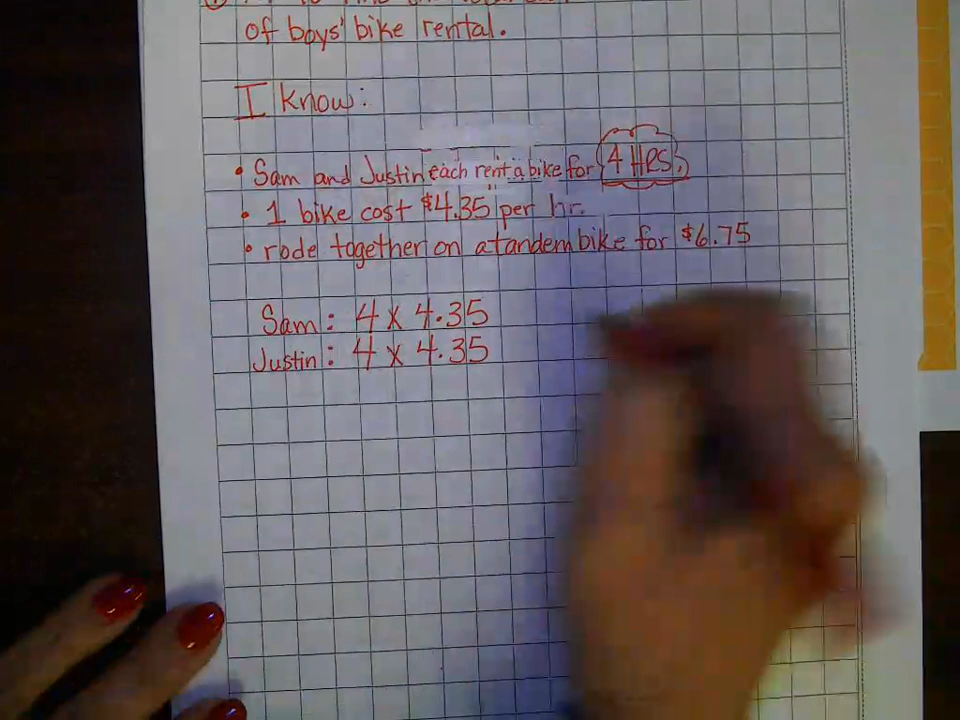 of boys' bike rental.
I know:
• Sam and Justin each rent a bike for 4 HRS.
• 1 bike cost $4.35 per hr.
• rode together on a tandem bike for $6.75
Sam: 4 x 4.35
Justin: 4 x 4.35